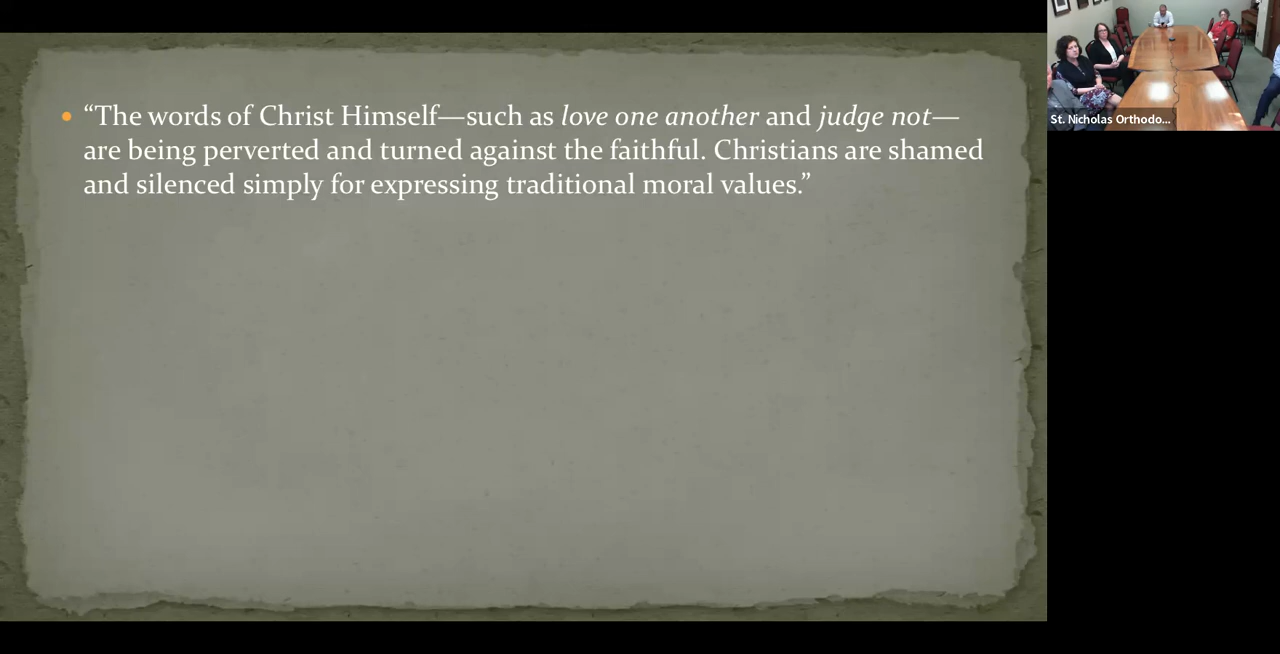 “The words of Christ Himself—such as love one another and judge not—
are being perverted and turned against the faithful. Christians are shamed
and silenced simply for expressing traditional moral values.”
St. Nicholas Orthodo...